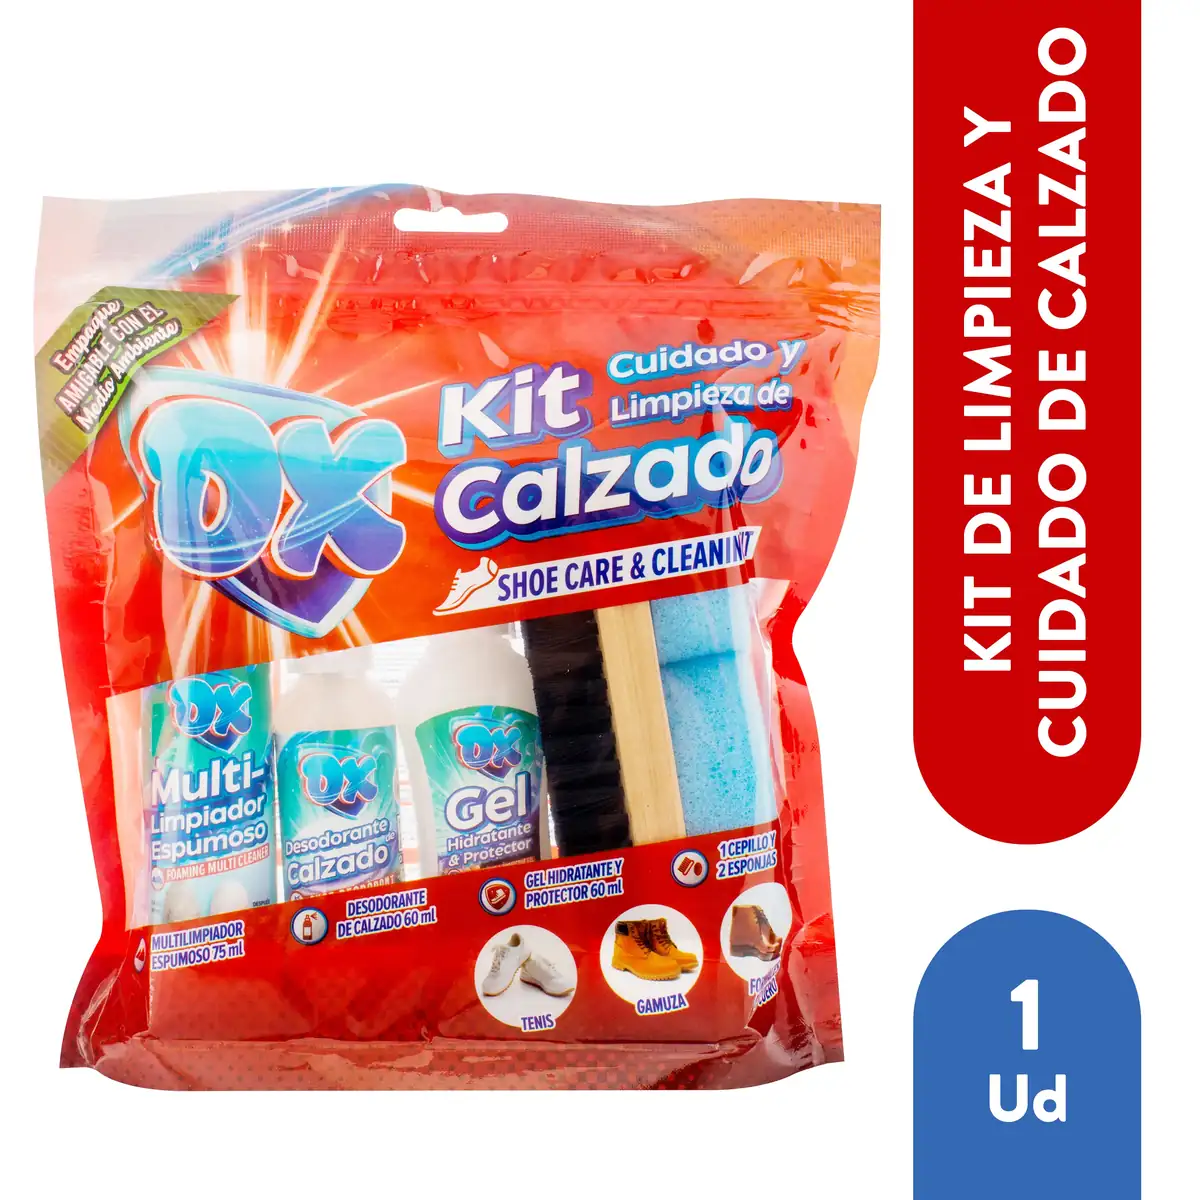 Empaque
AMIGABLE CON EL
Medio Ambiente
DX
Kit
Cuidado y
Limpieza de
Calzado
SHOE CARE &
DX
Multi-
Limpiador
Espumoso
FOAMING MULTI CLEANER
DX
Desodorante
de
Calzado
DX
Gel
Hidratante
& Protector
MULTILIMPIADOR
ESPUMOSO 75 ml
DESODORANTE
DE CALZADO 60 ml
GEL HIDRATANTE Y
PROTECTOR 60 ml
1 CEPILLO Y
2 ESPONJAS
TENIS
GAMUZA
KIT DE LIMPIEZA Y
CUIDADO DE CALZADO
1
Ud